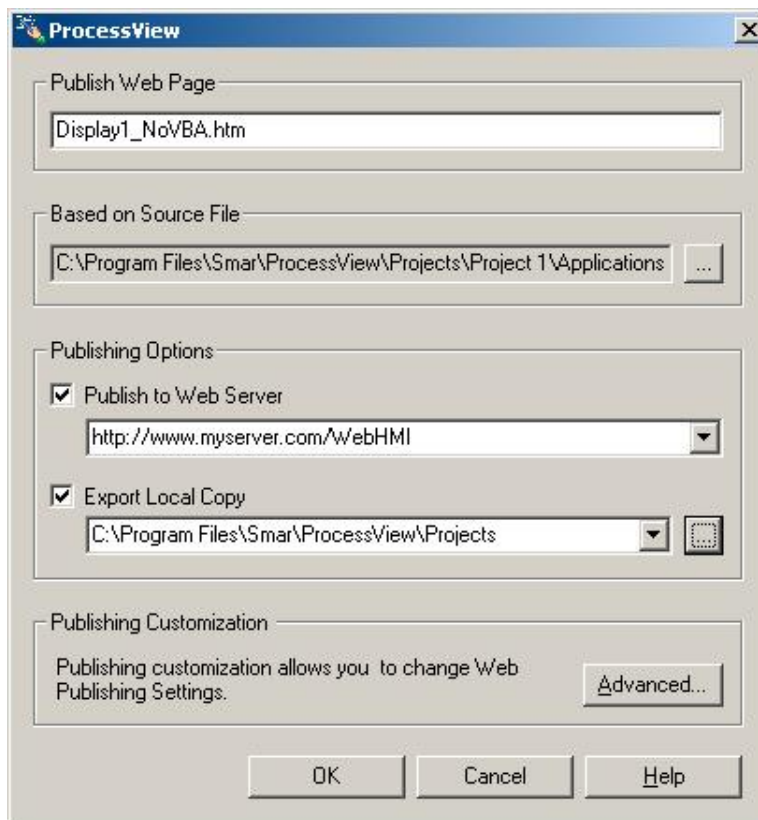 ProcessView
Publish Web Page
Display1_NoVBA.htm
Based on Source File
C:\Program Files\Smar\ProcessView\Projects\Project 1\Applications
...
Publishing Options
Publish to Web Server
http://www.myserver.com/WebHMI
Export Local Copy
C:\Program Files\Smar\ProcessView\Projects
...
Publishing Customization
Publishing customization allows you  to change Web
Publishing Settings.
Advanced...
OK
Cancel
Help